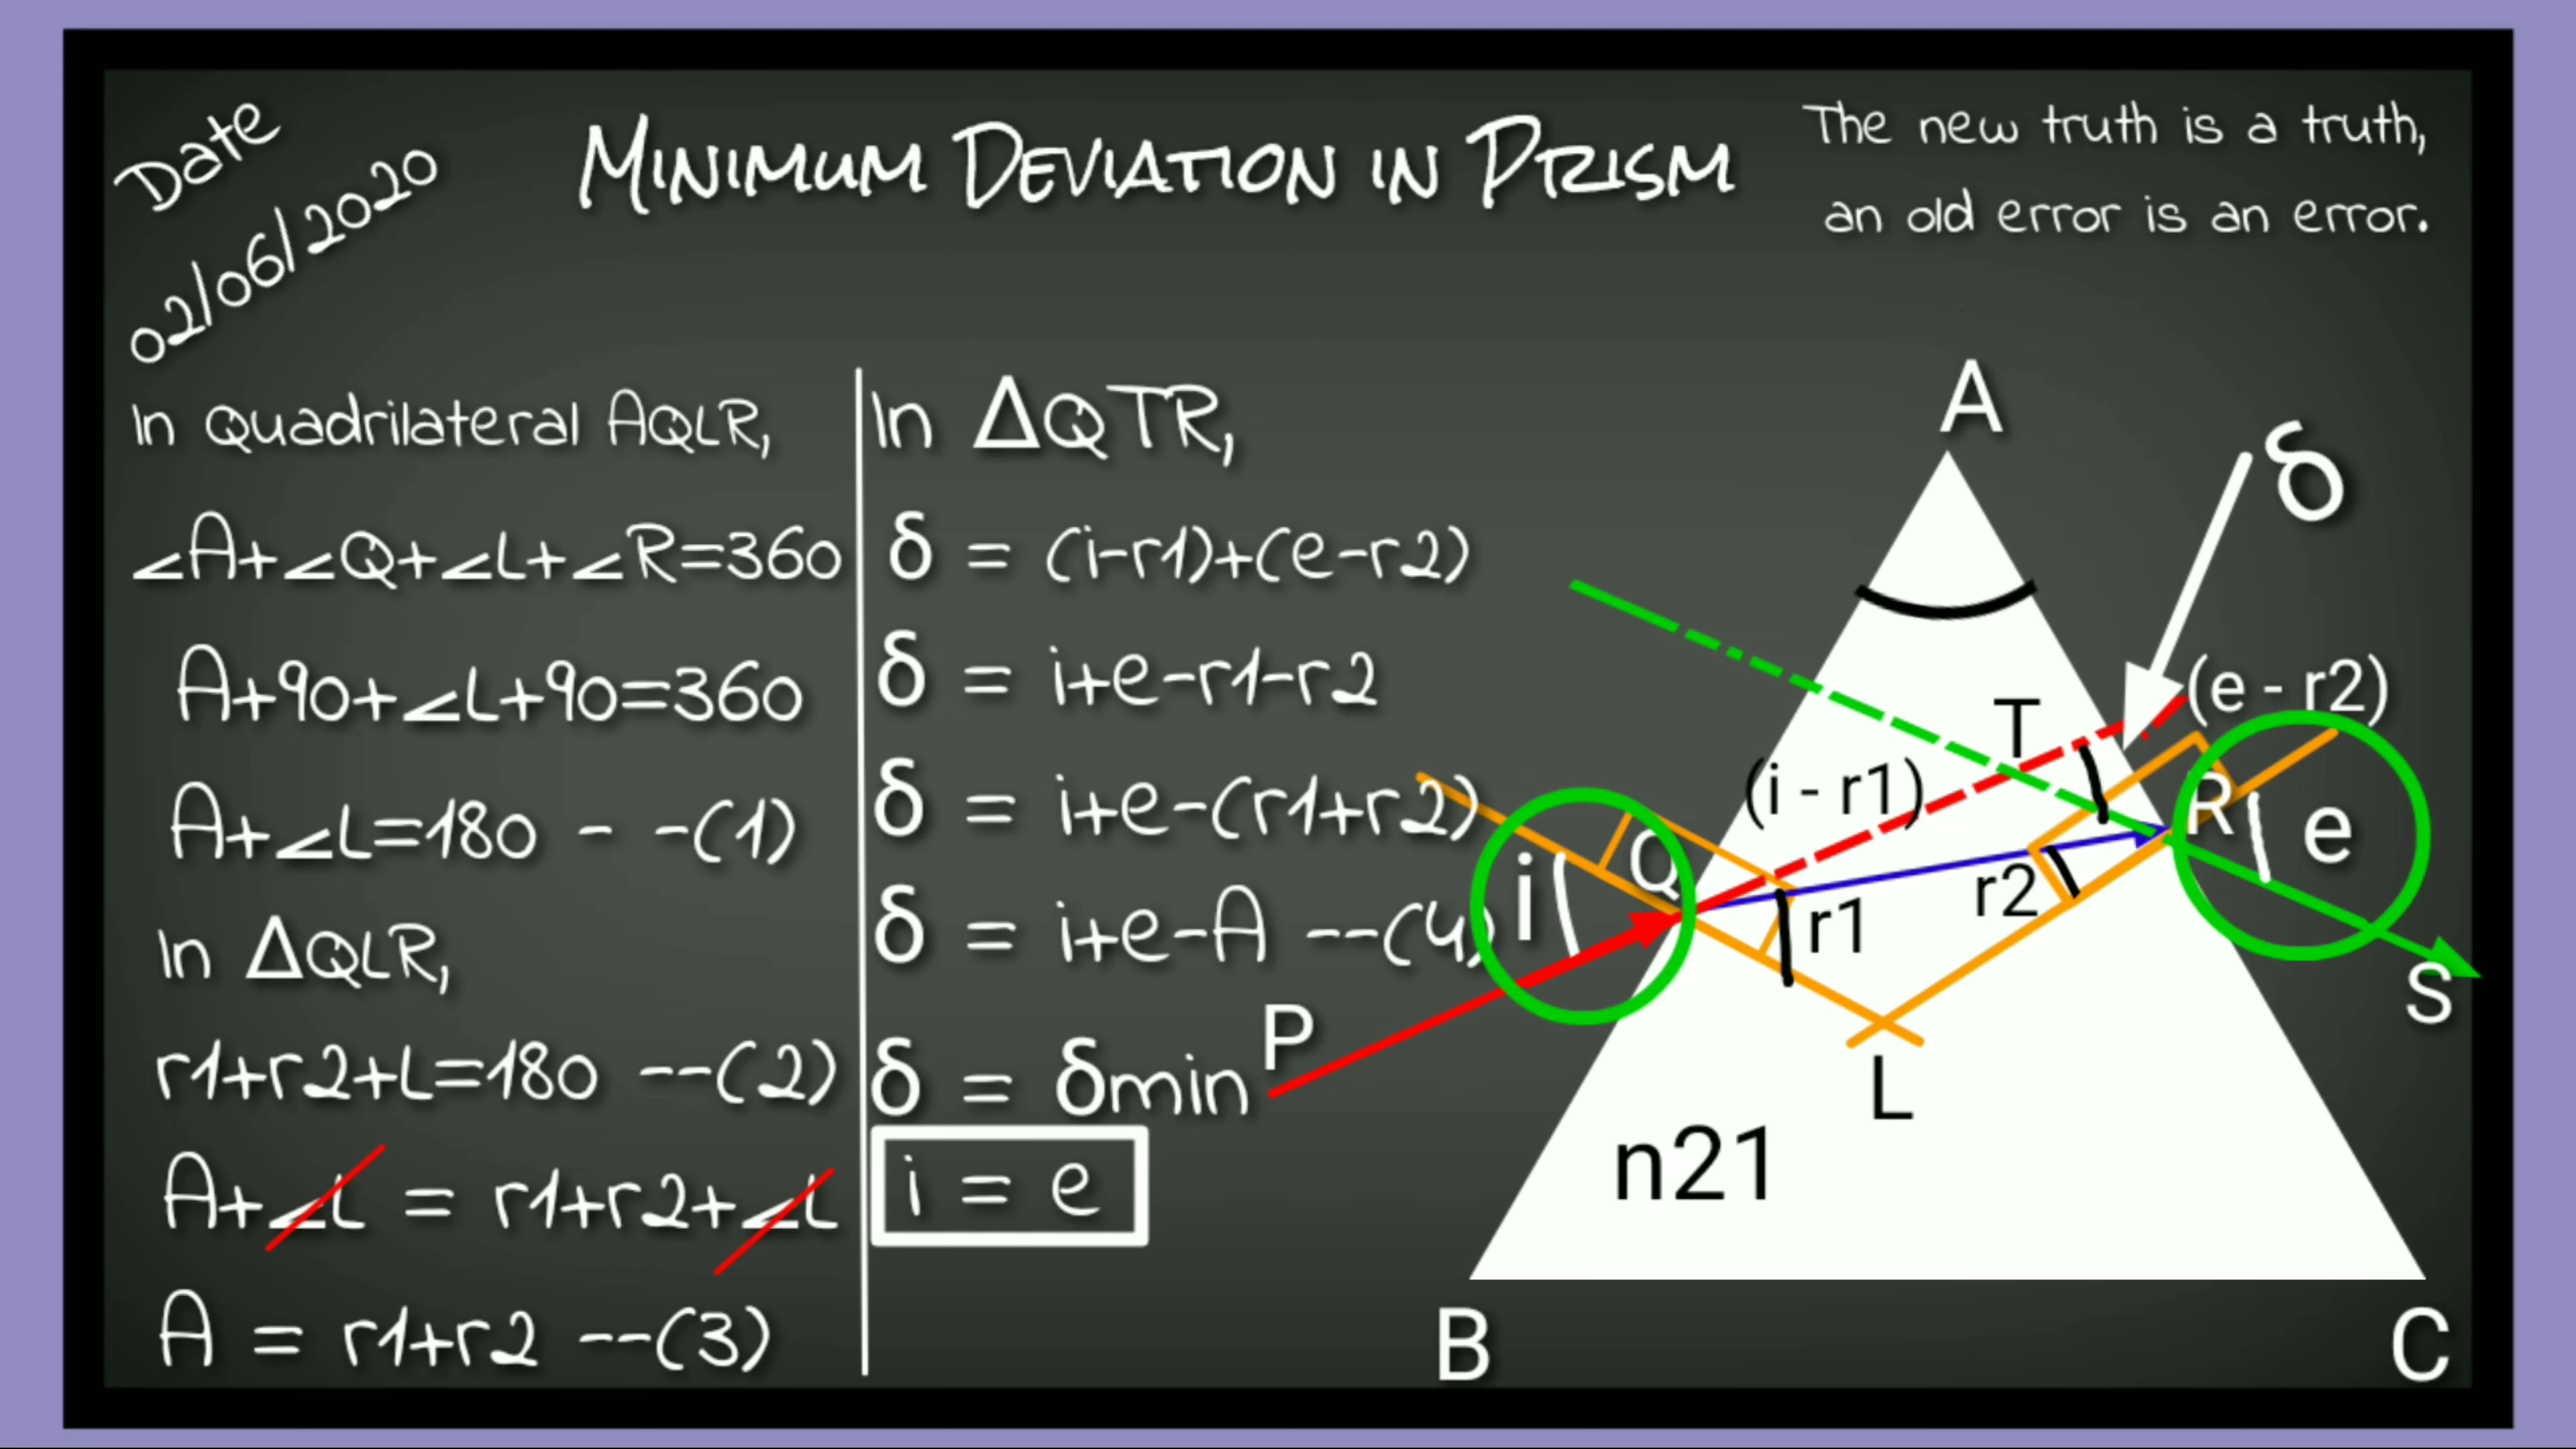 Date
02/06/2020
MINIMUM DEVIATION IN PRISM
The new truth is a truth,
an old error is an error.
In Quadrilateral AQLR,
∠A+∠Q+∠L+∠R=360
A+90+∠L+90=360
A+∠L=180 - -(1)
In ΔQLR,
r1+r2+L=180 --(2)
A+∠L = r1+r2+∠L
A = r1+r2 --(3)
In ΔQTR,
δ = (i-r1)+(e-r2)
δ = i+e-r1-r2
δ = i+e-(r1+r2)
δ = i+e-A --(4)
δ = δmin
i = e
A
δ
(e - r2)
T
(i - r1)
Q
R
i
e
r1
r2
P
S
L
n21
B
C